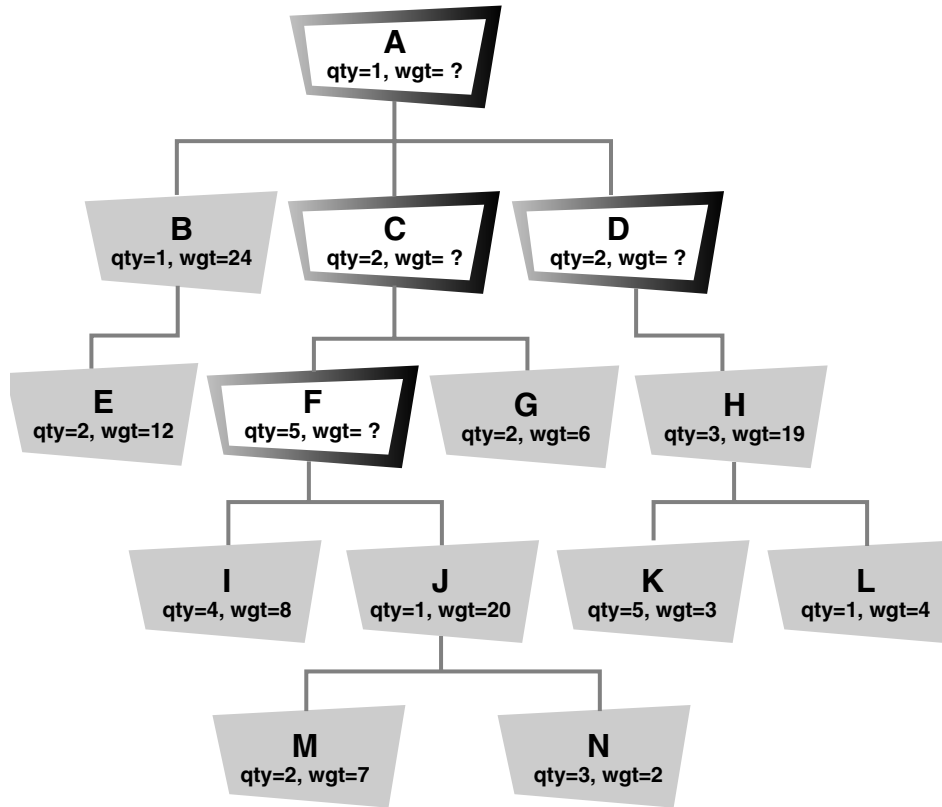 A
qty=1, wgt= ?
B
qty=1, wgt=24
C
qty=2, wgt= ?
D
qty=2, wgt= ?
E
qty=2, wgt=12
F
qty=5, wgt= ?
G
qty=2, wgt=6
H
qty=3, wgt=19
I
qty=4, wgt=8
J
qty=1, wgt=20
K
qty=5, wgt=3
L
qty=1, wgt=4
M
qty=2, wgt=7
N
qty=3, wgt=2